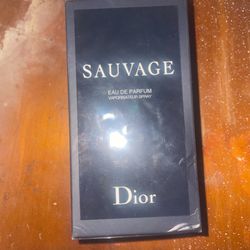 SAUVAGE
EAU DE PARFUM
VAPORISATEUR SPRAY
Dior